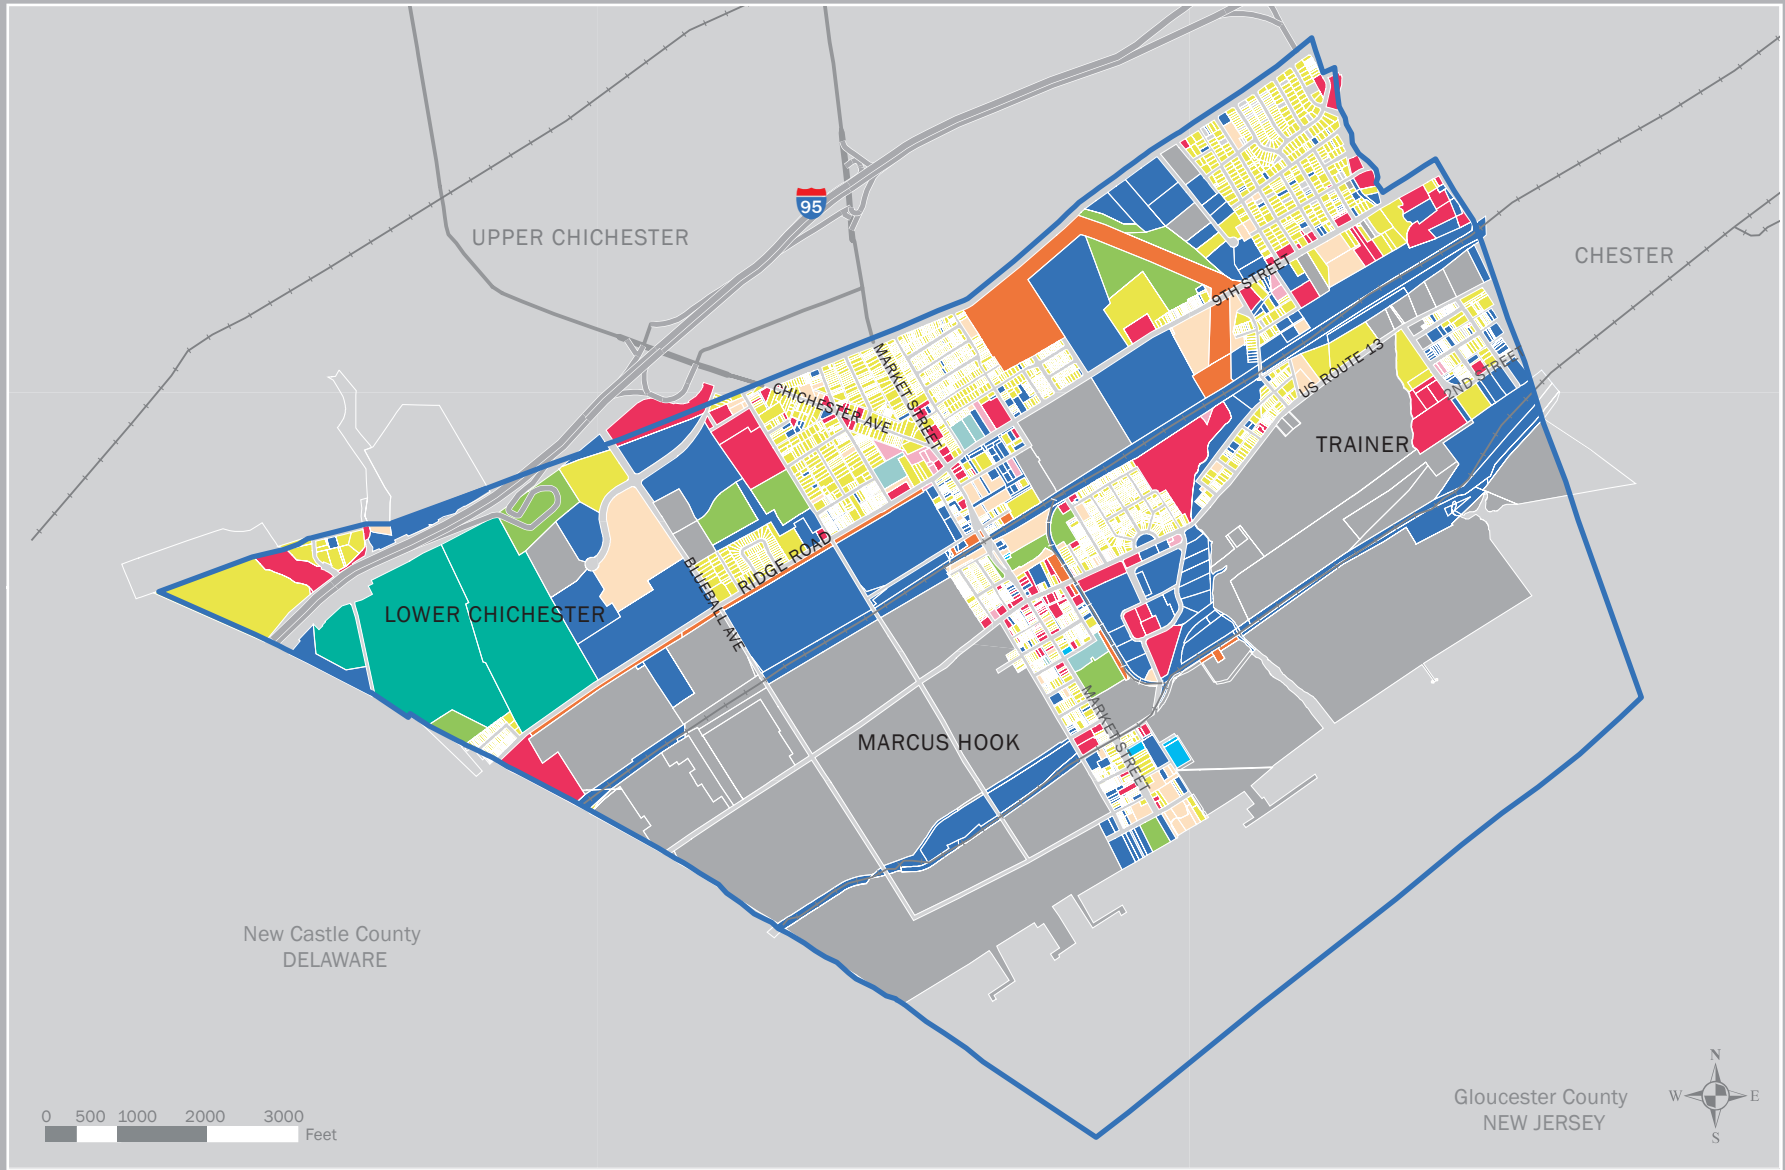 95
UPPER CHICHESTER
CHESTER
9TH STREET
MARKET STREET
CHICHESTER AVE
US ROUTE 13
2ND STREET
TRAINER
RIDGE ROAD
BLUEBALL AVE
LOWER CHICHESTER
MARCUS HOOK
MARKET STREET
New Castle County
DELAWARE
Gloucester County
NEW JERSEY
N
W E
S
0 500 1000 2000 3000
Feet